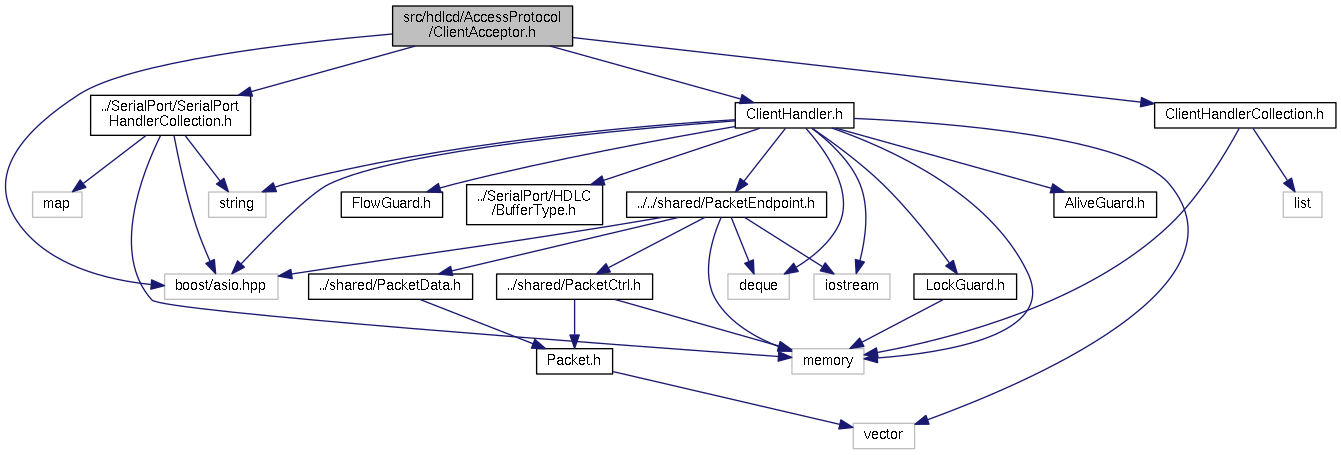 src/hdlcd/AccessProtocol
/ClientAcceptor.h
../SerialPort/SerialPort
HandlerCollection.h
ClientHandler.h
ClientHandlerCollection.h
map
string
FlowGuard.h
../SerialPort/HDLC
/BufferType.h
../../shared/PacketEndpoint.h
AliveGuard.h
list
boost/asio.hpp
../shared/PacketData.h
../shared/PacketCtrl.h
deque
iostream
LockGuard.h
Packet.h
memory
vector